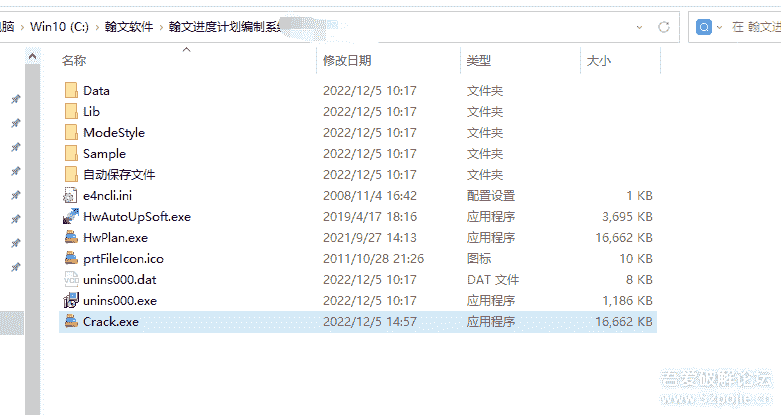 电脑 › Win10 (C:) › 翰文软件 › 翰文进度计划编制系统
在 翰文进
名称 修改日期 类型 大小
Data 2022/12/5 10:17 文件夹
Lib 2022/12/5 10:17 文件夹
ModeStyle 2022/12/5 10:17 文件夹
Sample 2022/12/5 10:17 文件夹
自动保存文件 2022/12/5 10:17 文件夹
e4ncli.ini 2008/11/4 16:42 配置设置 1 KB
HwAutoUpSoft.exe 2019/4/17 18:16 应用程序 3,695 KB
HwPlan.exe 2021/9/27 14:13 应用程序 16,662 KB
prtFileIcon.ico 2011/10/28 21:26 图标 10 KB
unins000.dat 2022/12/5 10:17 DAT 文件 8 KB
unins000.exe 2022/12/5 10:17 应用程序 1,186 KB
Crack.exe 2022/12/5 14:57 应用程序 16,662 KB
吾爱破解论坛
www.52pojie.cn